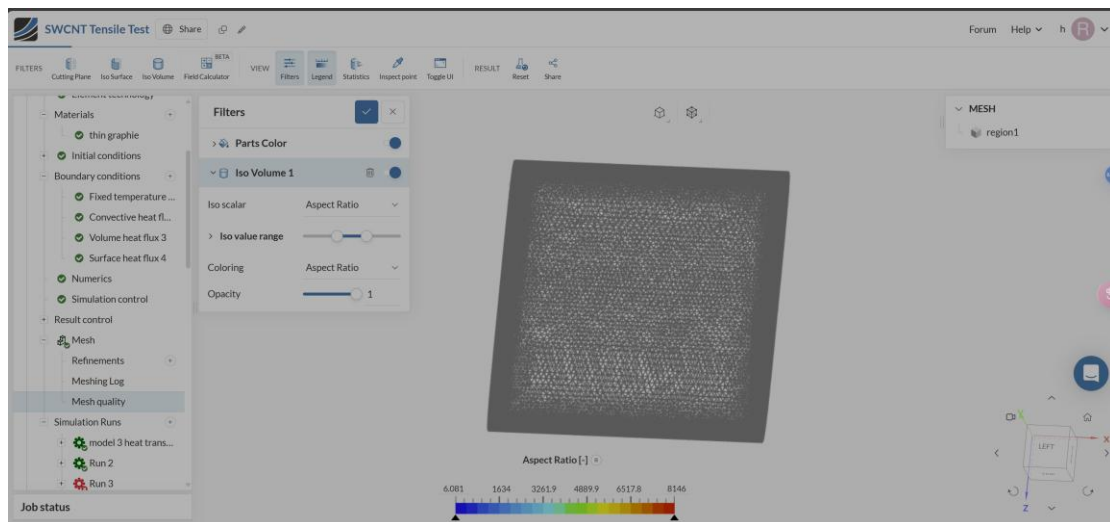 SWCNT Tensile Test Share
Forum Help h R
FILTERS Cutting Plane Iso Surface Iso Volume BETA Field Calculator VIEW Filters Legend Statistics Inspect point Toggle UI RESULT Reset Share
Element technology
Materials
thin graphie
Initial conditions
Boundary conditions
Fixed temperature ...
Convective heat fl...
Volume heat flux 3
Surface heat flux 4
Numerics
Simulation control
Result control
Mesh
Refinements
Meshing Log
Mesh quality
Simulation Runs
model 3 heat trans...
Run 2
Run 3
Job status
Filters
Parts Color
Iso Volume 1
Iso scalar Aspect Ratio
Iso value range
Coloring Aspect Ratio
Opacity 1
MESH
region1
Aspect Ratio [-]
6.081 1634 3261.9 4889.9 6517.8 8146
Y
LEFT
X
Z